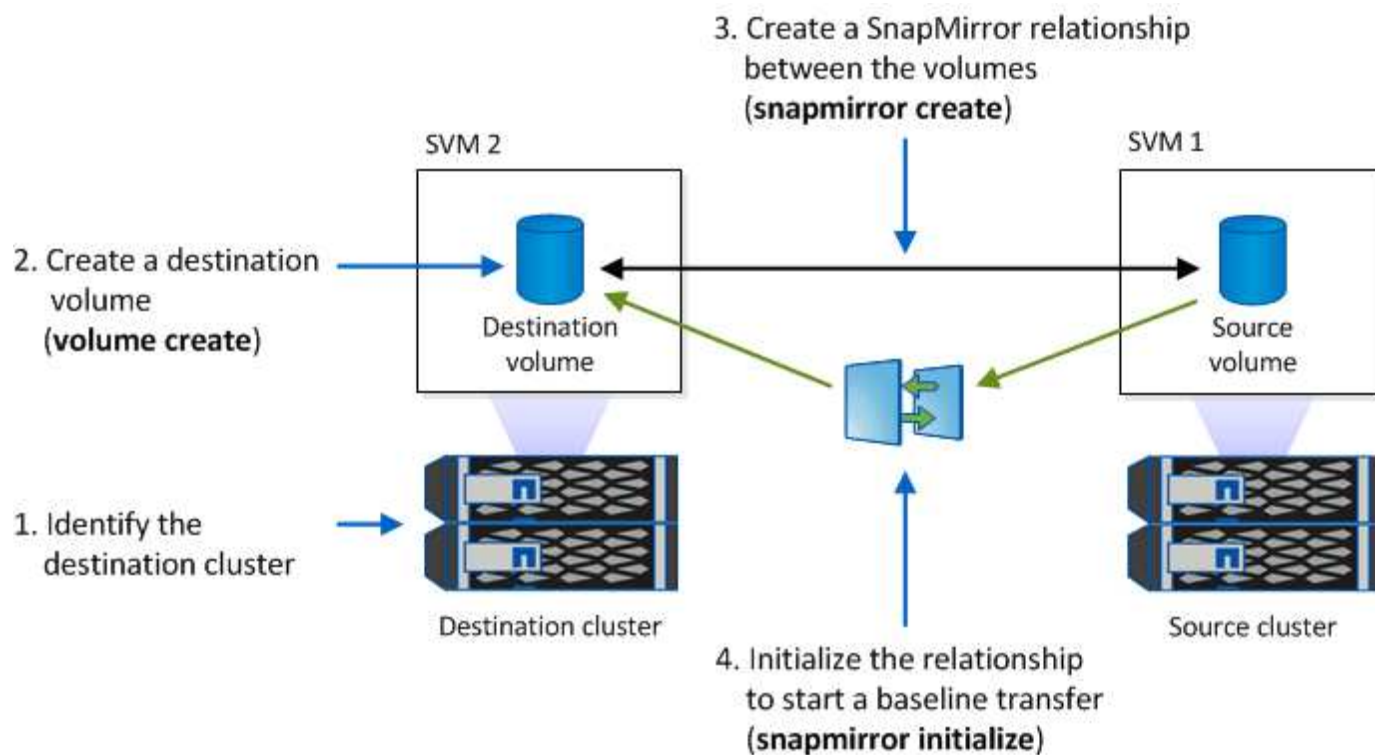 3. Create a SnapMirror relationship
between the volumes
(snapmirror create)
SVM 2
SVM 1
2. Create a destination
volume
(volume create)
Destination
volume
Source
volume
1. Identify the
destination cluster
Destination cluster
Source cluster
4. Initialize the relationship
to start a baseline transfer
(snapmirror initialize)